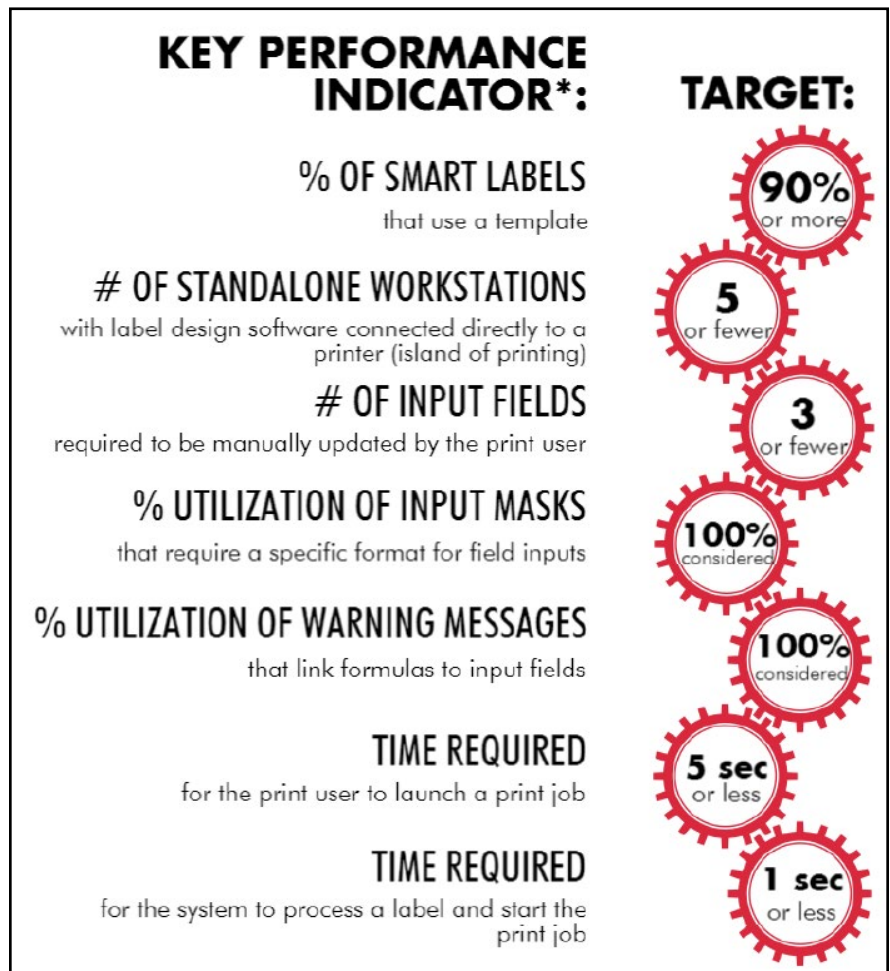 KEY PERFORMANCE
INDICATOR*:
TARGET:
% OF SMART LABELS
that use a template
90%
or more
# OF STANDALONE WORKSTATIONS
with label design software connected directly to a
printer (island of printing)
5
or fewer
# OF INPUT FIELDS
required to be manually updated by the print user
3
or fewer
% UTILIZATION OF INPUT MASKS
that require a specific format for field inputs
100%
considered
% UTILIZATION OF WARNING MESSAGES
that link formulas to input fields
100%
considered
TIME REQUIRED
for the print user to launch a print job
5 sec
or less
TIME REQUIRED
for the system to process a label and start the
print job
1 sec
or less